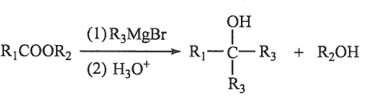 OH
(1) R₃MgBr
R₁COOR₂ R₁—C—R₃ + R₂OH
(2) H₃O⁺
R₃